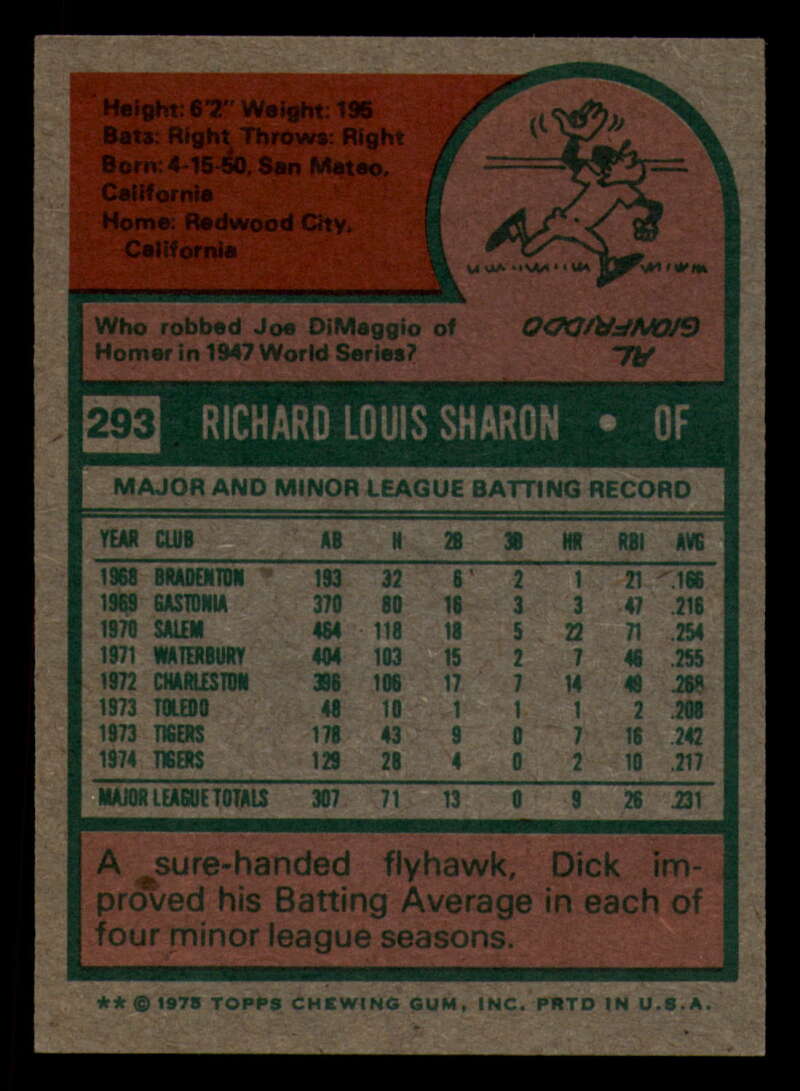 Height: 6'2" Weight: 195
Bats: Right Throws: Right
Born: 4-15-50, San Mateo,
California
Home: Redwood City,
California
Who robbed Joe DiMaggio of
Homer in 1947 World Series?
AL
GIONFRIDDO
293 RICHARD LOUIS SHARON • OF
MAJOR AND MINOR LEAGUE BATTING RECORD
YEAR CLUB AB H 2B 3B HR RBI AVG
1968 BRADENTON 193 32 6 2 1 21 .166
1969 GASTONIA 370 80 16 3 3 47 .216
1970 SALEM 464 118 18 5 22 71 .254
1971 WATERBURY 404 103 15 2 7 46 .255
1972 CHARLESTON 396 106 17 7 14 49 .268
1973 TOLEDO 48 10 1 1 1 2 .208
1973 TIGERS 178 43 9 0 7 16 .242
1974 TIGERS 129 28 4 0 2 10 .217
MAJOR LEAGUE TOTALS 307 71 13 0 9 26 .231
A sure-handed flyhawk, Dick im-
proved his Batting Average in each of
four minor league seasons.
** © 1975 TOPPS CHEWING GUM, INC. PRTD IN U.S.A.